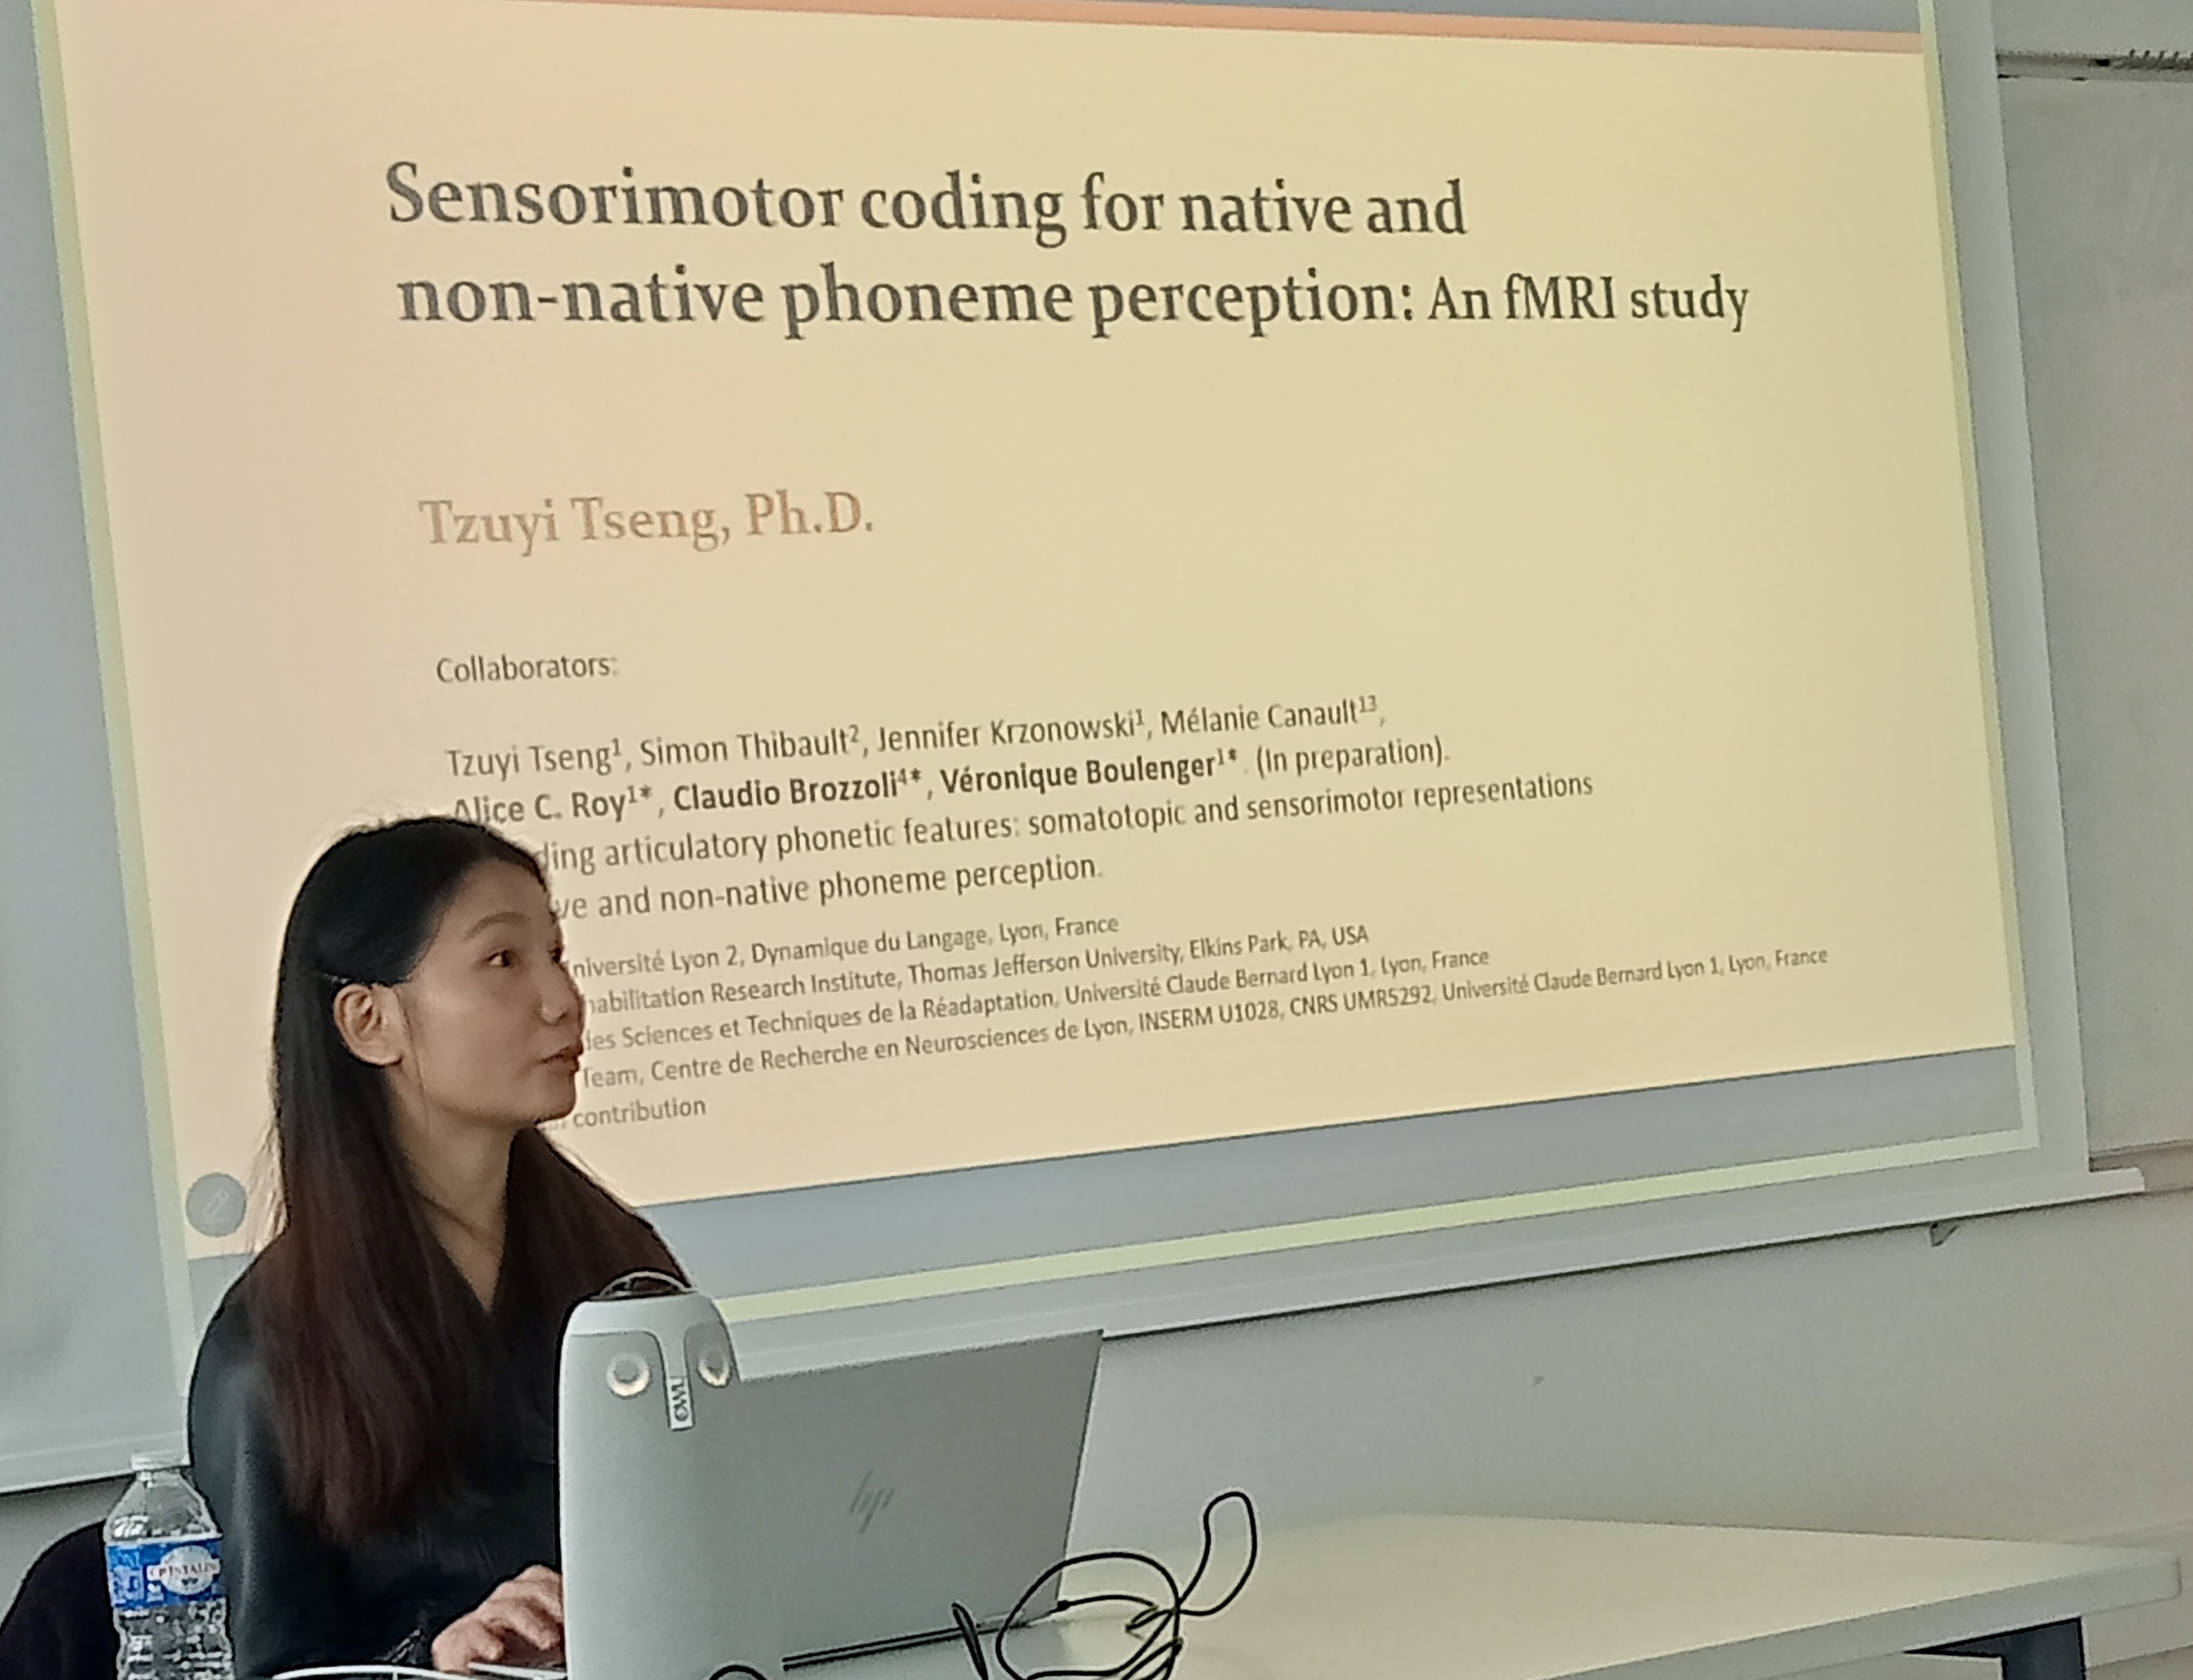 Sensorimotor coding for native and
non-native phoneme perception: An fMRI study
Tzuyi Tseng, Ph.D.
Collaborators:
Tzuyi Tseng¹, Simon Thibault², Jennifer Krzonowski¹, Mélanie Canault¹³,
Alice C. Roy¹*, Claudio Brozzoli⁴*, Véronique Boulenger¹* (In preparation).
articulatory phonetic features: somatotopic and sensorimotor representations
and non-native phoneme perception.
Lyon 2, Dynamique du Langage, Lyon, France
Research Institute, Thomas Jefferson University, Elkins Park, PA, USA
Sciences et Techniques de la Réadaptation, Université Claude Bernard Lyon 1, Lyon, France
Team, Centre de Recherche en Neurosciences de Lyon, INSERM U1028, CNRS UMR5292, Université Claude Bernard Lyon 1, Lyon, France
contribution
OWL
hp
CRISTALINE